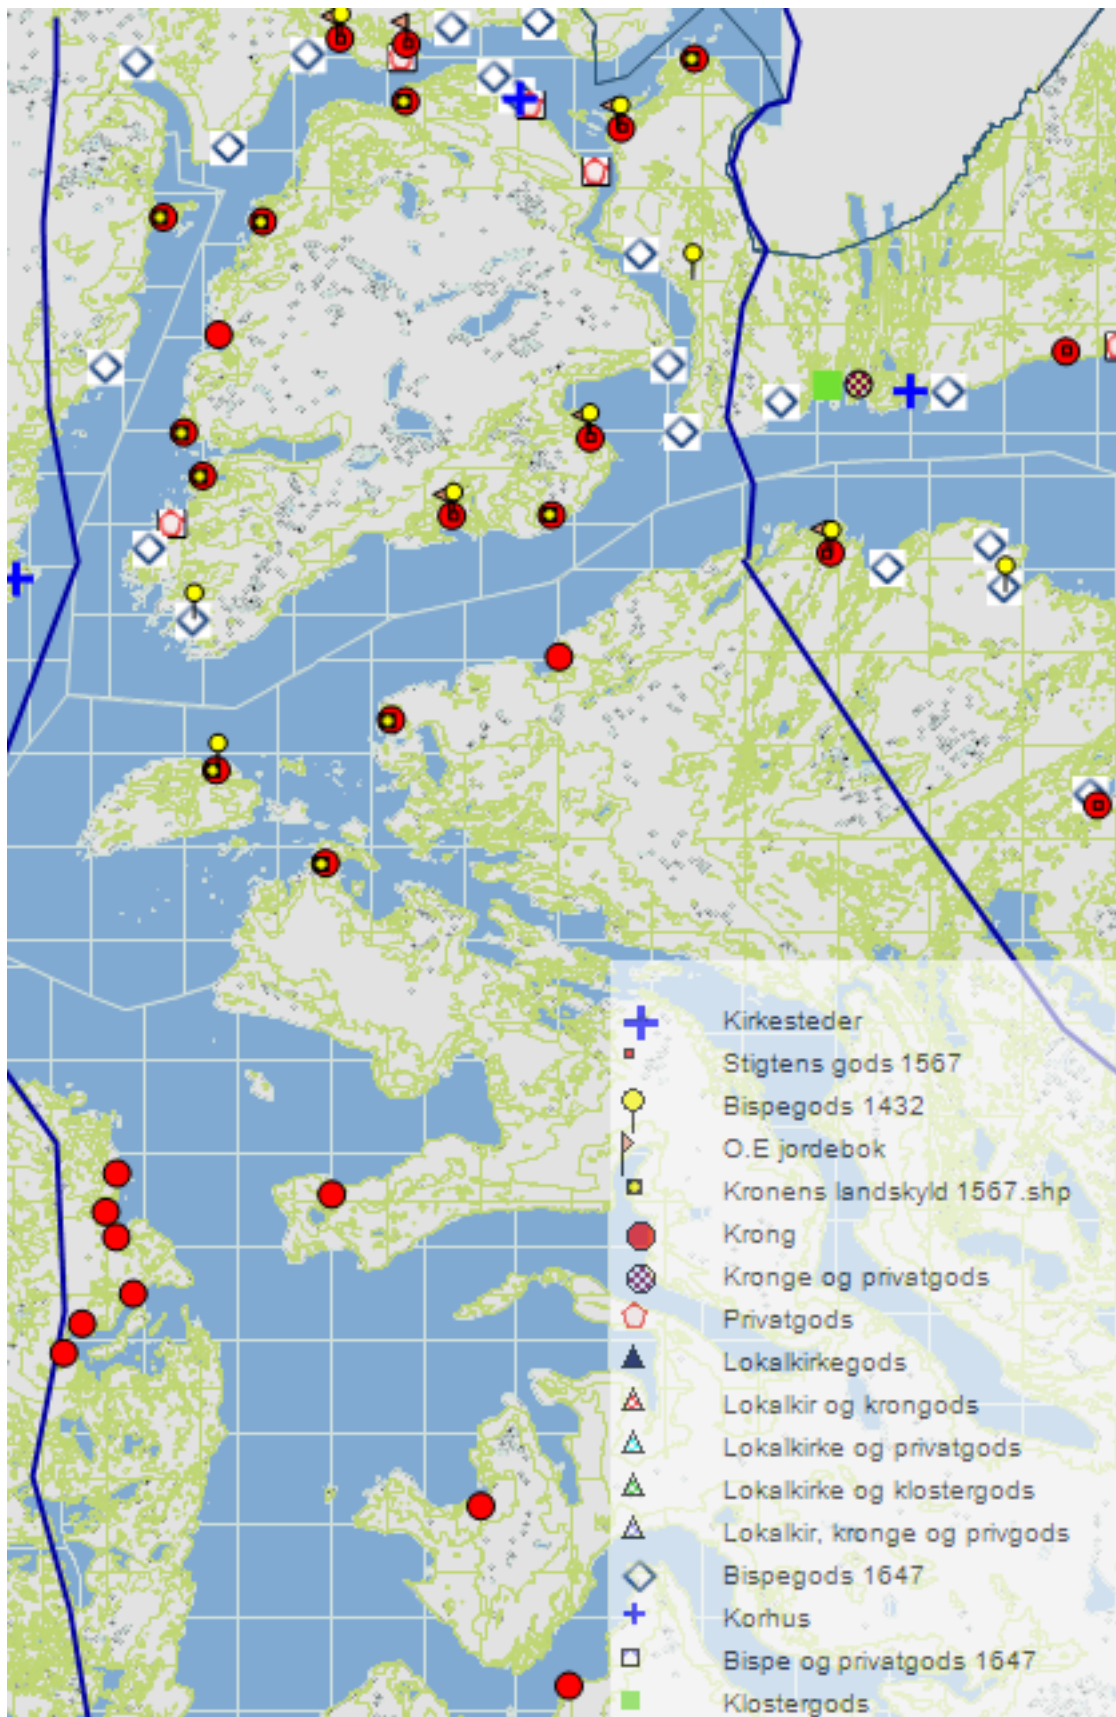 Kirkesteder
Stigtens gods 1567
Bispegods 1432
O.E jordebok
Kronens landskyld 1567.shp
Krong
Kronge og privatgods
Privatgods
Lokalkirkegods
Lokalkir og krongods
Lokalkirke og privatgods
Lokalkirke og klostergods
Lokalkir, kronge og privgods
Bispegods 1647
Korhus
Bispe og privatgods 1647
Klostergods